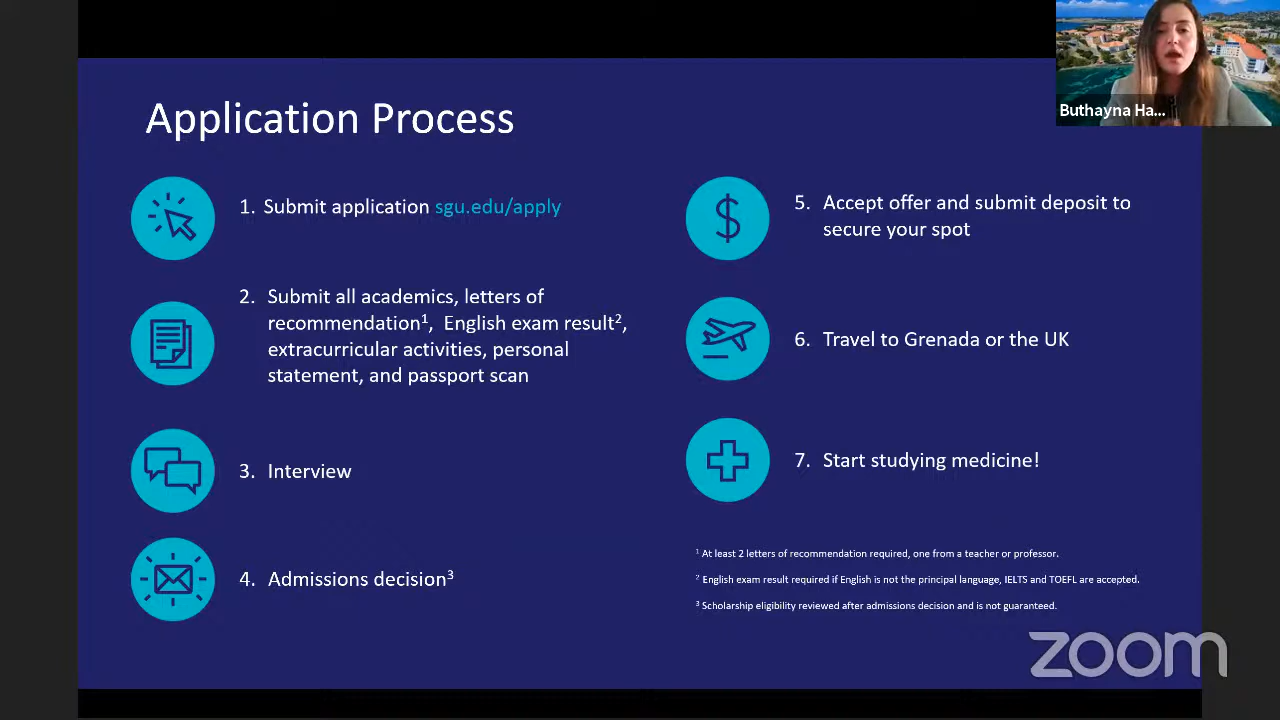 Application Process
1. Submit application sgu.edu/apply
2. Submit all academics, letters of
recommendation¹, English exam result²,
extracurricular activities, personal
statement, and passport scan
3. Interview
4. Admissions decision³
5. Accept offer and submit deposit to
secure your spot
6. Travel to Grenada or the UK
7. Start studying medicine!
¹ At least 2 letters of recommendation required, one from a teacher or professor.
² English exam result required if English is not the principal language, IELTS and TOEFL are accepted.
³ Scholarship eligibility reviewed after admissions decision and is not guaranteed.
Buthayna Ha...
zoom